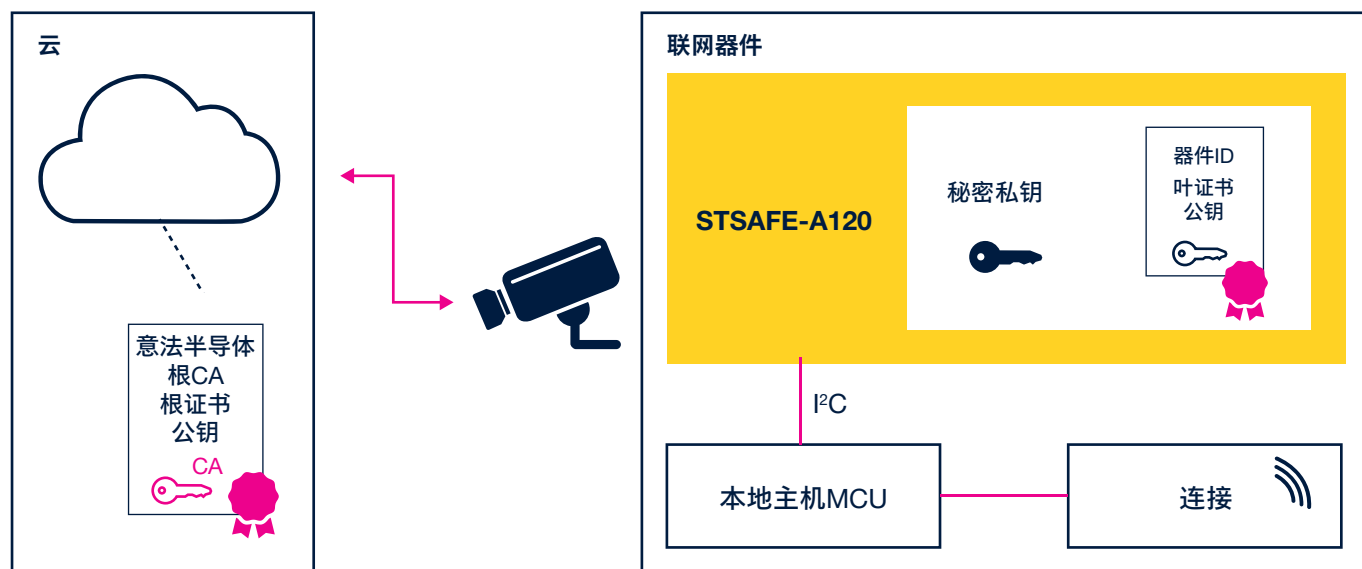 云
意法半导体
根CA
根证书
公钥
CA
联网器件
STSAFE-A120
秘密私钥
器件ID
叶证书
公钥
I²C
本地主机MCU
连接